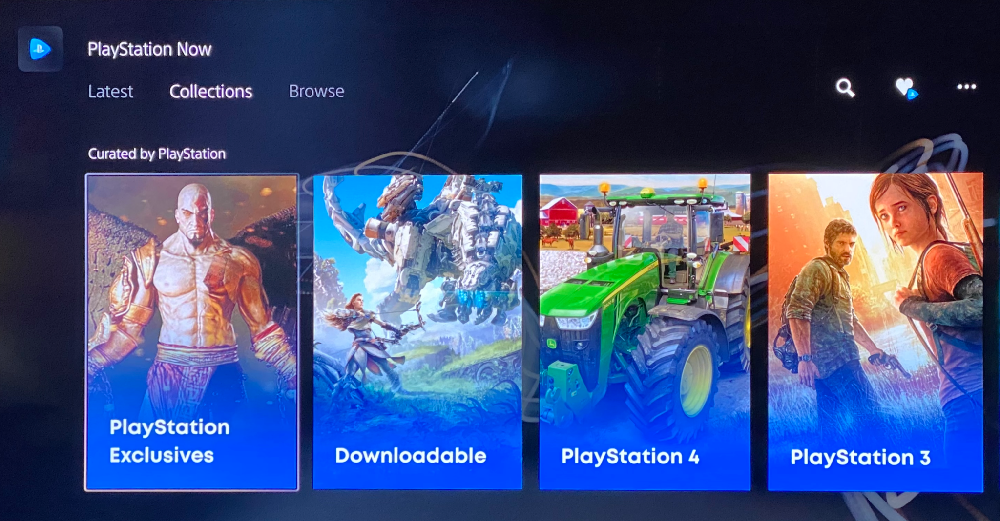 PlayStation Now
Latest
Collections
Browse
Curated by PlayStation
PlayStation
Exclusives
Downloadable
PlayStation 4
PlayStation 3